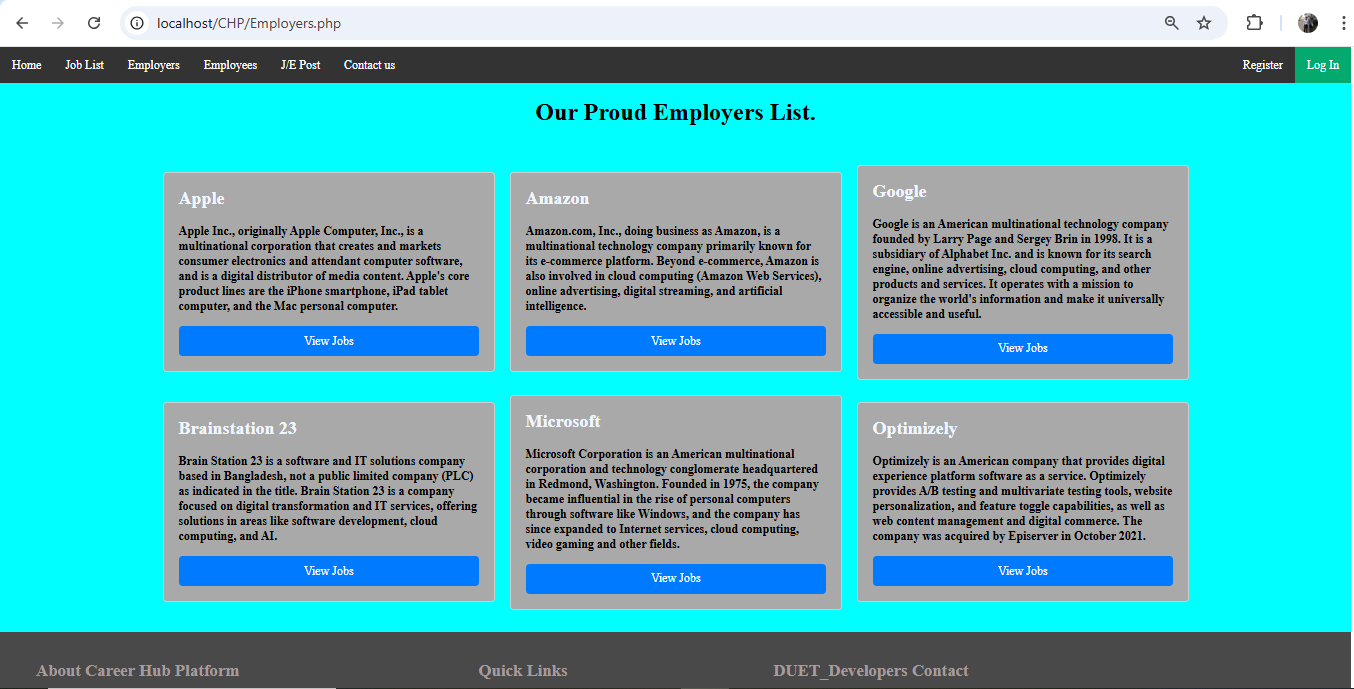 localhost/CHP/Employers.php
Home Job List Employers Employees J/E Post Contact us Register Log In
Our Proud Employers List.
Apple
Apple Inc., originally Apple Computer, Inc., is a
multinational corporation that creates and markets
consumer electronics and attendant computer software,
and is a digital distributor of media content. Apple's core
product lines are the iPhone smartphone, iPad tablet
computer, and the Mac personal computer.
View Jobs
Amazon
Amazon.com, Inc., doing business as Amazon, is a
multinational technology company primarily known for
its e-commerce platform. Beyond e-commerce, Amazon is
also involved in cloud computing (Amazon Web Services),
online advertising, digital streaming, and artificial
intelligence.
View Jobs
Google
Google is an American multinational technology company
founded by Larry Page and Sergey Brin in 1998. It is a
subsidiary of Alphabet Inc. and is known for its search
engine, online advertising, cloud computing, and other
products and services. It operates with a mission to
organize the world's information and make it universally
accessible and useful.
View Jobs
Brainstation 23
Brain Station 23 is a software and IT solutions company
based in Bangladesh, not a public limited company (PLC)
as indicated in the title. Brain Station 23 is a company
focused on digital transformation and IT services, offering
solutions in areas like software development, cloud
computing, and AI.
View Jobs
Microsoft
Microsoft Corporation is an American multinational
corporation and technology conglomerate headquartered
in Redmond, Washington. Founded in 1975, the company
became influential in the rise of personal computers
through software like Windows, and the company has
since expanded to Internet services, cloud computing,
video gaming and other fields.
View Jobs
Optimizely
Optimizely is an American company that provides digital
experience platform software as a service. Optimizely
provides A/B testing and multivariate testing tools, website
personalization, and feature toggle capabilities, as well as
web content management and digital commerce. The
company was acquired by Episerver in October 2021.
View Jobs
About Career Hub Platform
Quick Links
DUET_Developers Contact